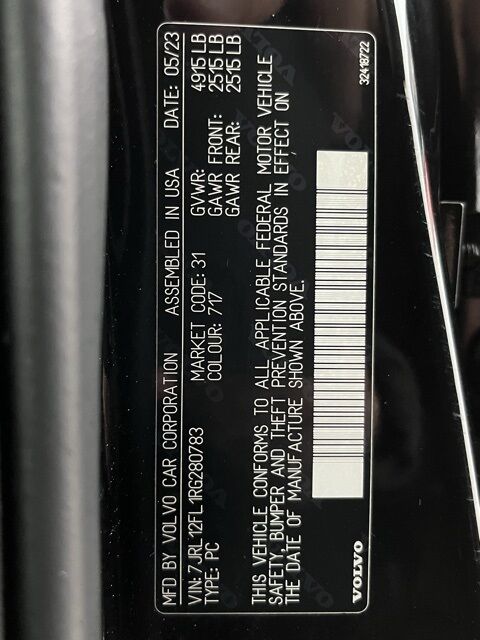 MFD BY VOLVO CAR CORPORATION ASSEMBLED IN USA DATE: 05/23
VIN: 7JRL12FL1RG280783 MARKET CODE: 31 GVWR: 4915 LB
TYPE: PC COLOUR: 717 GAWR FRONT: 2515 LB
GAWR REAR: 2515 LB
THIS VEHICLE CONFORMS TO ALL APPLICABLE FEDERAL MOTOR VEHICLE
SAFETY, BUMPER AND THEFT PREVENTION STANDARDS IN EFFECT ON
THE DATE OF MANUFACTURE SHOWN ABOVE.
VOLVO 32418722